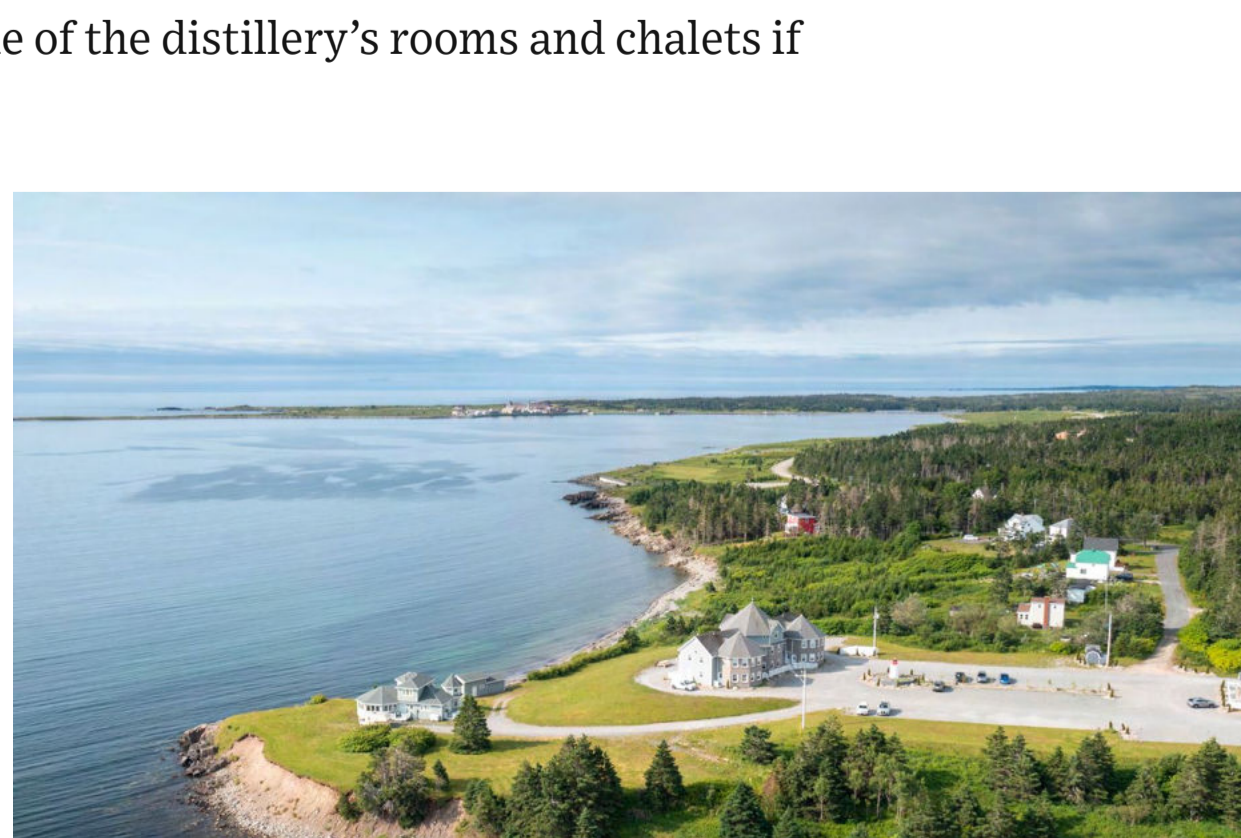 of the distillery’s rooms and chalets if